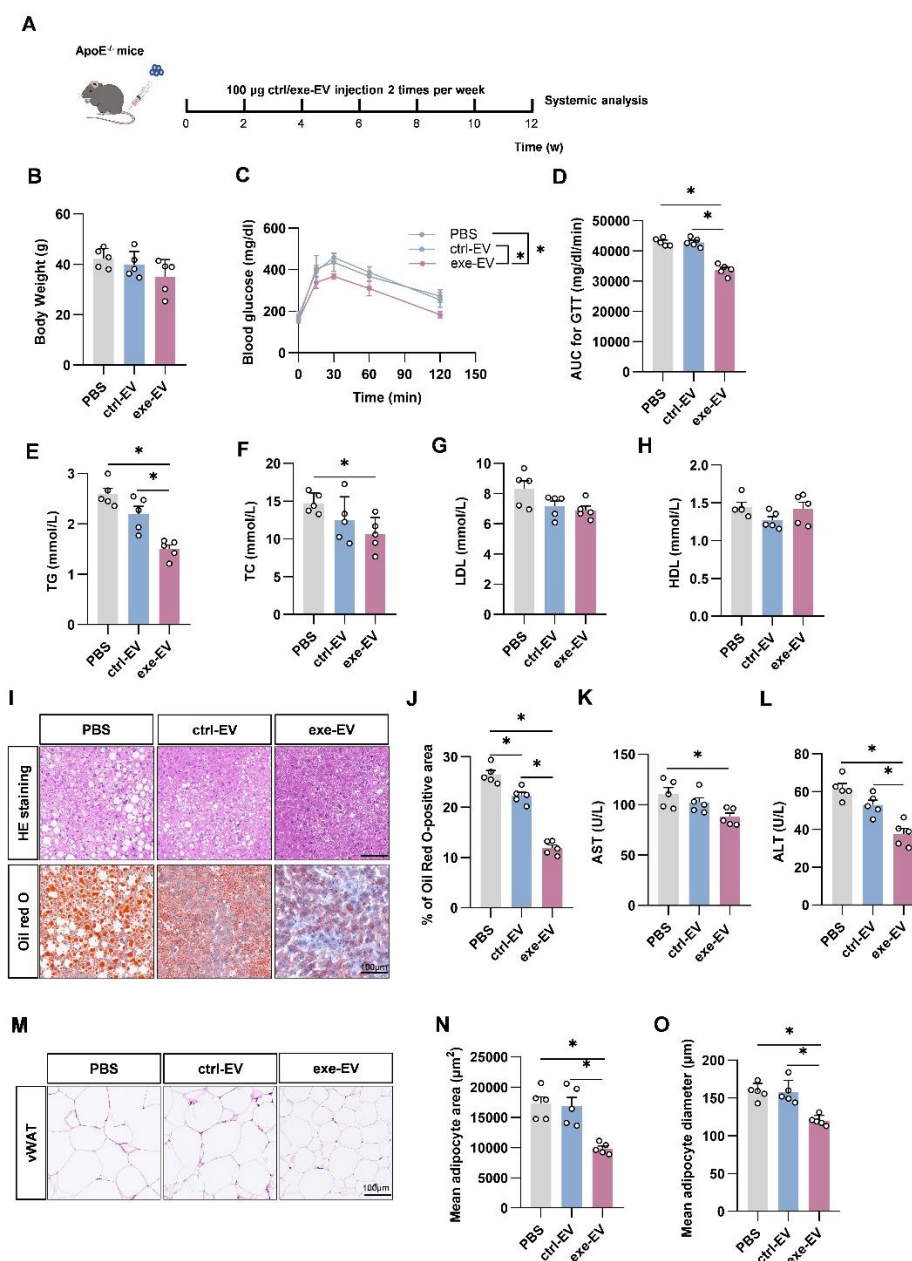 A
ApoE-/- mice
100 μg ctrl/exe-EV injection 2 times per week
Systemic analysis
0 2 4 6 8 10 12
Time (w)
B
Body Weight (g)
60
40
20
0
PBS ctrl-EV exe-EV
C
Blood glucose (mg/dl)
600
400
200
0
0 30 60 90 120 150
Time (min)
PBS
ctrl-EV
exe-EV
* *
D
AUC for GTT (mg/dl/min)
50000
40000
30000
20000
10000
0
*
*
PBS ctrl-EV exe-EV
E
TG (mmol/L)
3
2
1
0
*
*
PBS ctrl-EV exe-EV
F
TC (mmol/L)
20
15
10
5
0
*
PBS ctrl-EV exe-EV
G
LDL (mmol/L)
10
8
6
4
2
0
PBS ctrl-EV exe-EV
H
HDL (mmol/L)
2.0
1.5
1.0
0.5
0.0
PBS ctrl-EV exe-EV
I
PBS ctrl-EV exe-EV
HE staining
Oil red O
100μm
J
% of Oil Red O-positive area
30
20
10
0
*
*
*
PBS ctrl-EV exe-EV
K
AST (U/L)
150
100
50
0
*
PBS ctrl-EV exe-EV
L
ALT (U/L)
80
60
40
20
0
*
*
PBS ctrl-EV exe-EV
M
PBS ctrl-EV exe-EV
vWAT
100μm
N
Mean adipocyte area (μm²)
25000
20000
15000
10000
5000
0
*
*
PBS ctrl-EV exe-EV
O
Mean adipocyte diameter (μm)
200
150
100
50
0
*
*
PBS ctrl-EV exe-EV